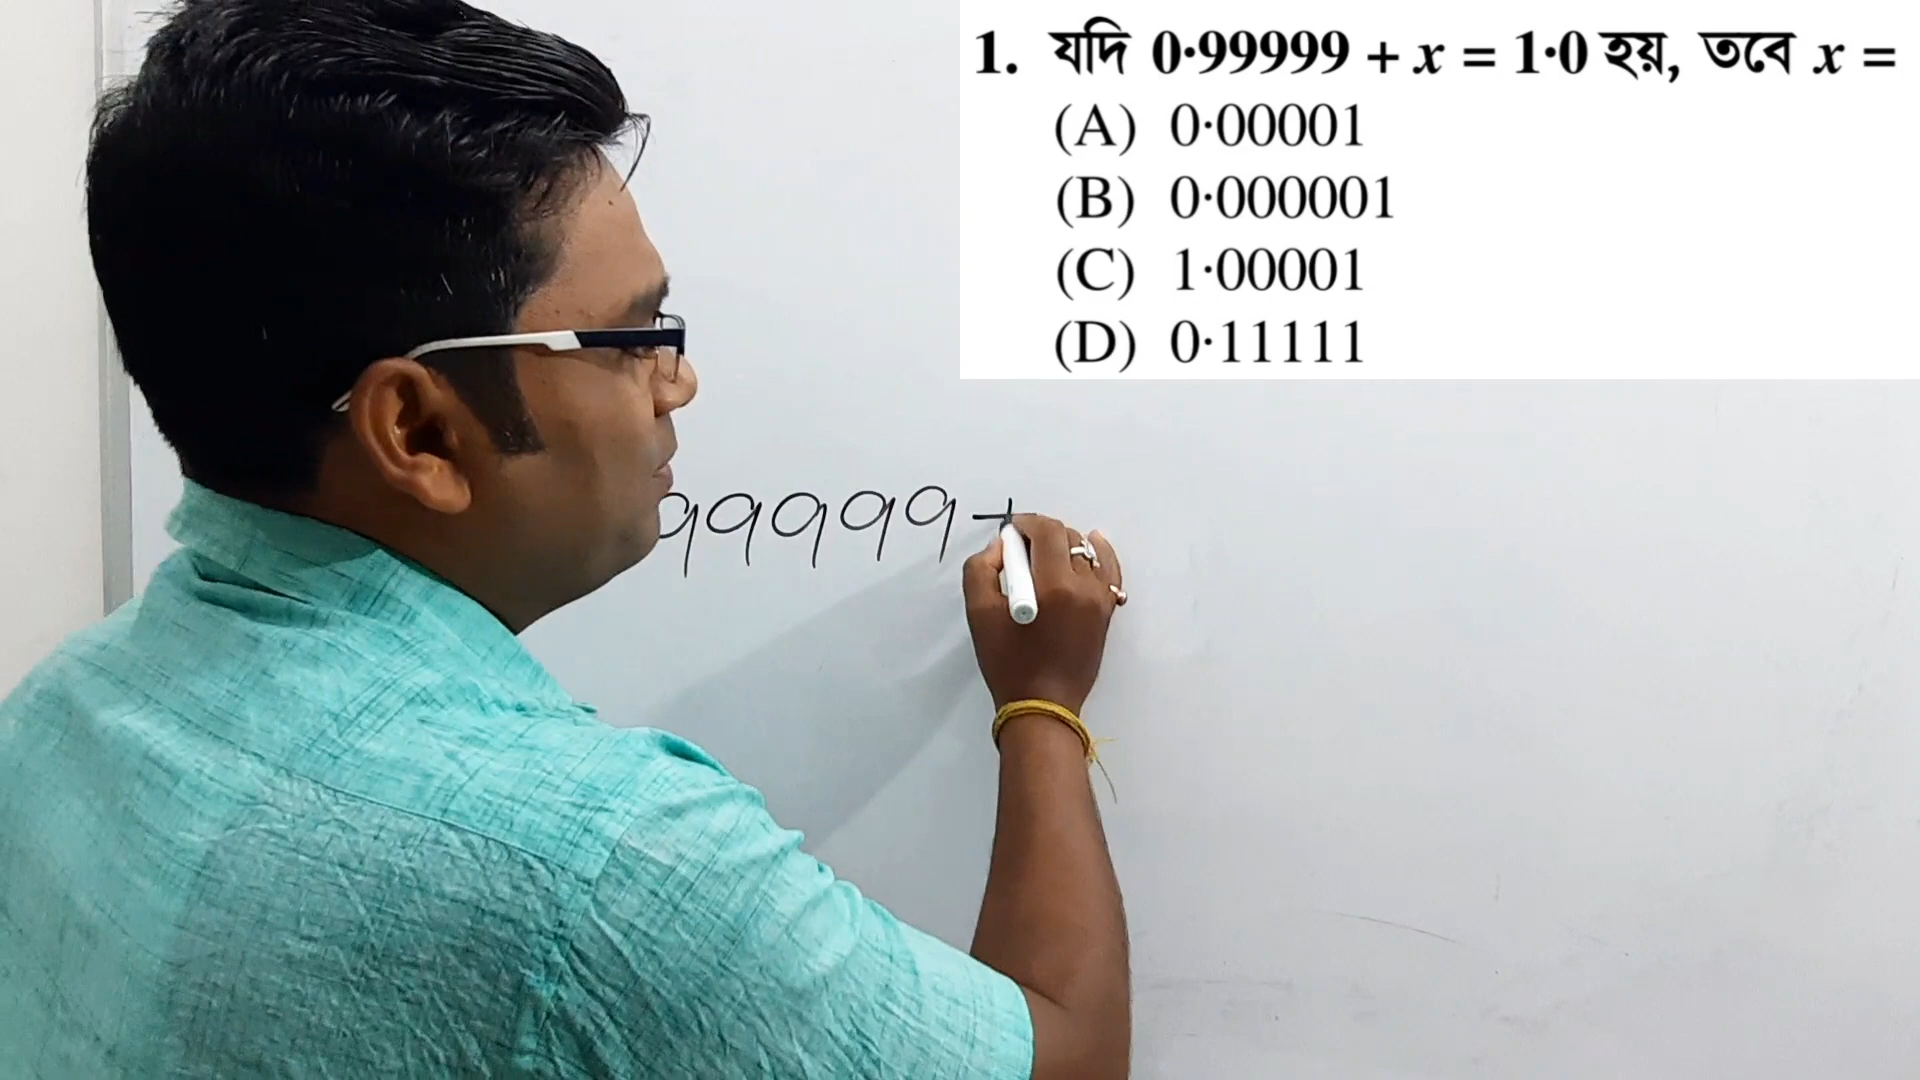 1. যদি 0·99999 + x = 1·0 হয়, তবে x =
(A) 0·00001
(B) 0·000001
(C) 1·00001
(D) 0·11111
99999 +